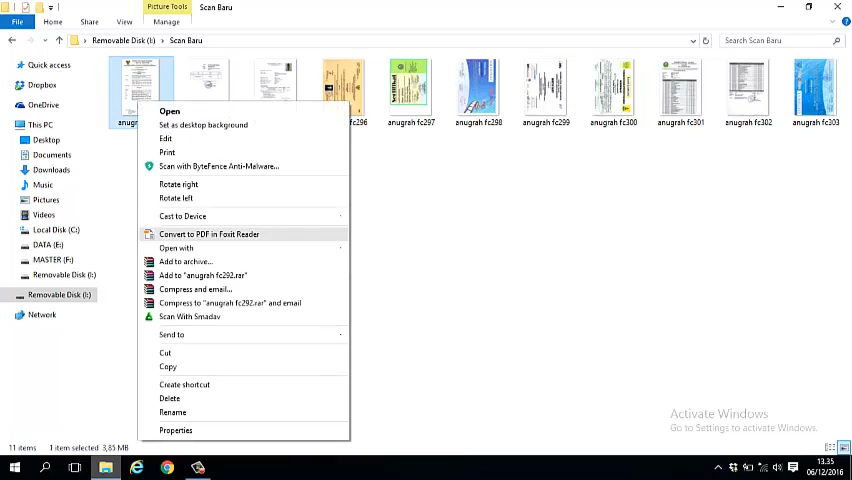 Picture Tools
Scan Baru
File
Home
Share
View
Manage
Removable Disk (I:)
Scan Baru
Search Scan Baru
Quick access
Dropbox
OneDrive
This PC
Desktop
Documents
Downloads
Music
Pictures
Videos
Local Disk (C:)
DATA (E:)
MASTER (F:)
Removable Disk (I:)
Removable Disk (I:)
Network
fc296
anugrah fc297
anugrah fc298
anugrah fc299
anugrah fc300
anugrah fc301
anugrah fc302
anugrah fc303
Open
Set as desktop background
Edit
Print
Scan with ByteFence Anti-Malware...
Rotate right
Rotate left
Cast to Device
Convert to PDF in Foxit Reader
Open with
Add to archive...
Add to "anugrah fc292.rar"
Compress and email...
Compress to "anugrah fc292.rar" and email
Scan With Smadav
Send to
Cut
Copy
Create shortcut
Delete
Rename
Properties
Activate Windows
Go to Settings to activate Windows.
11 items
1 item selected
3,85 MB
13.35
06/12/2016